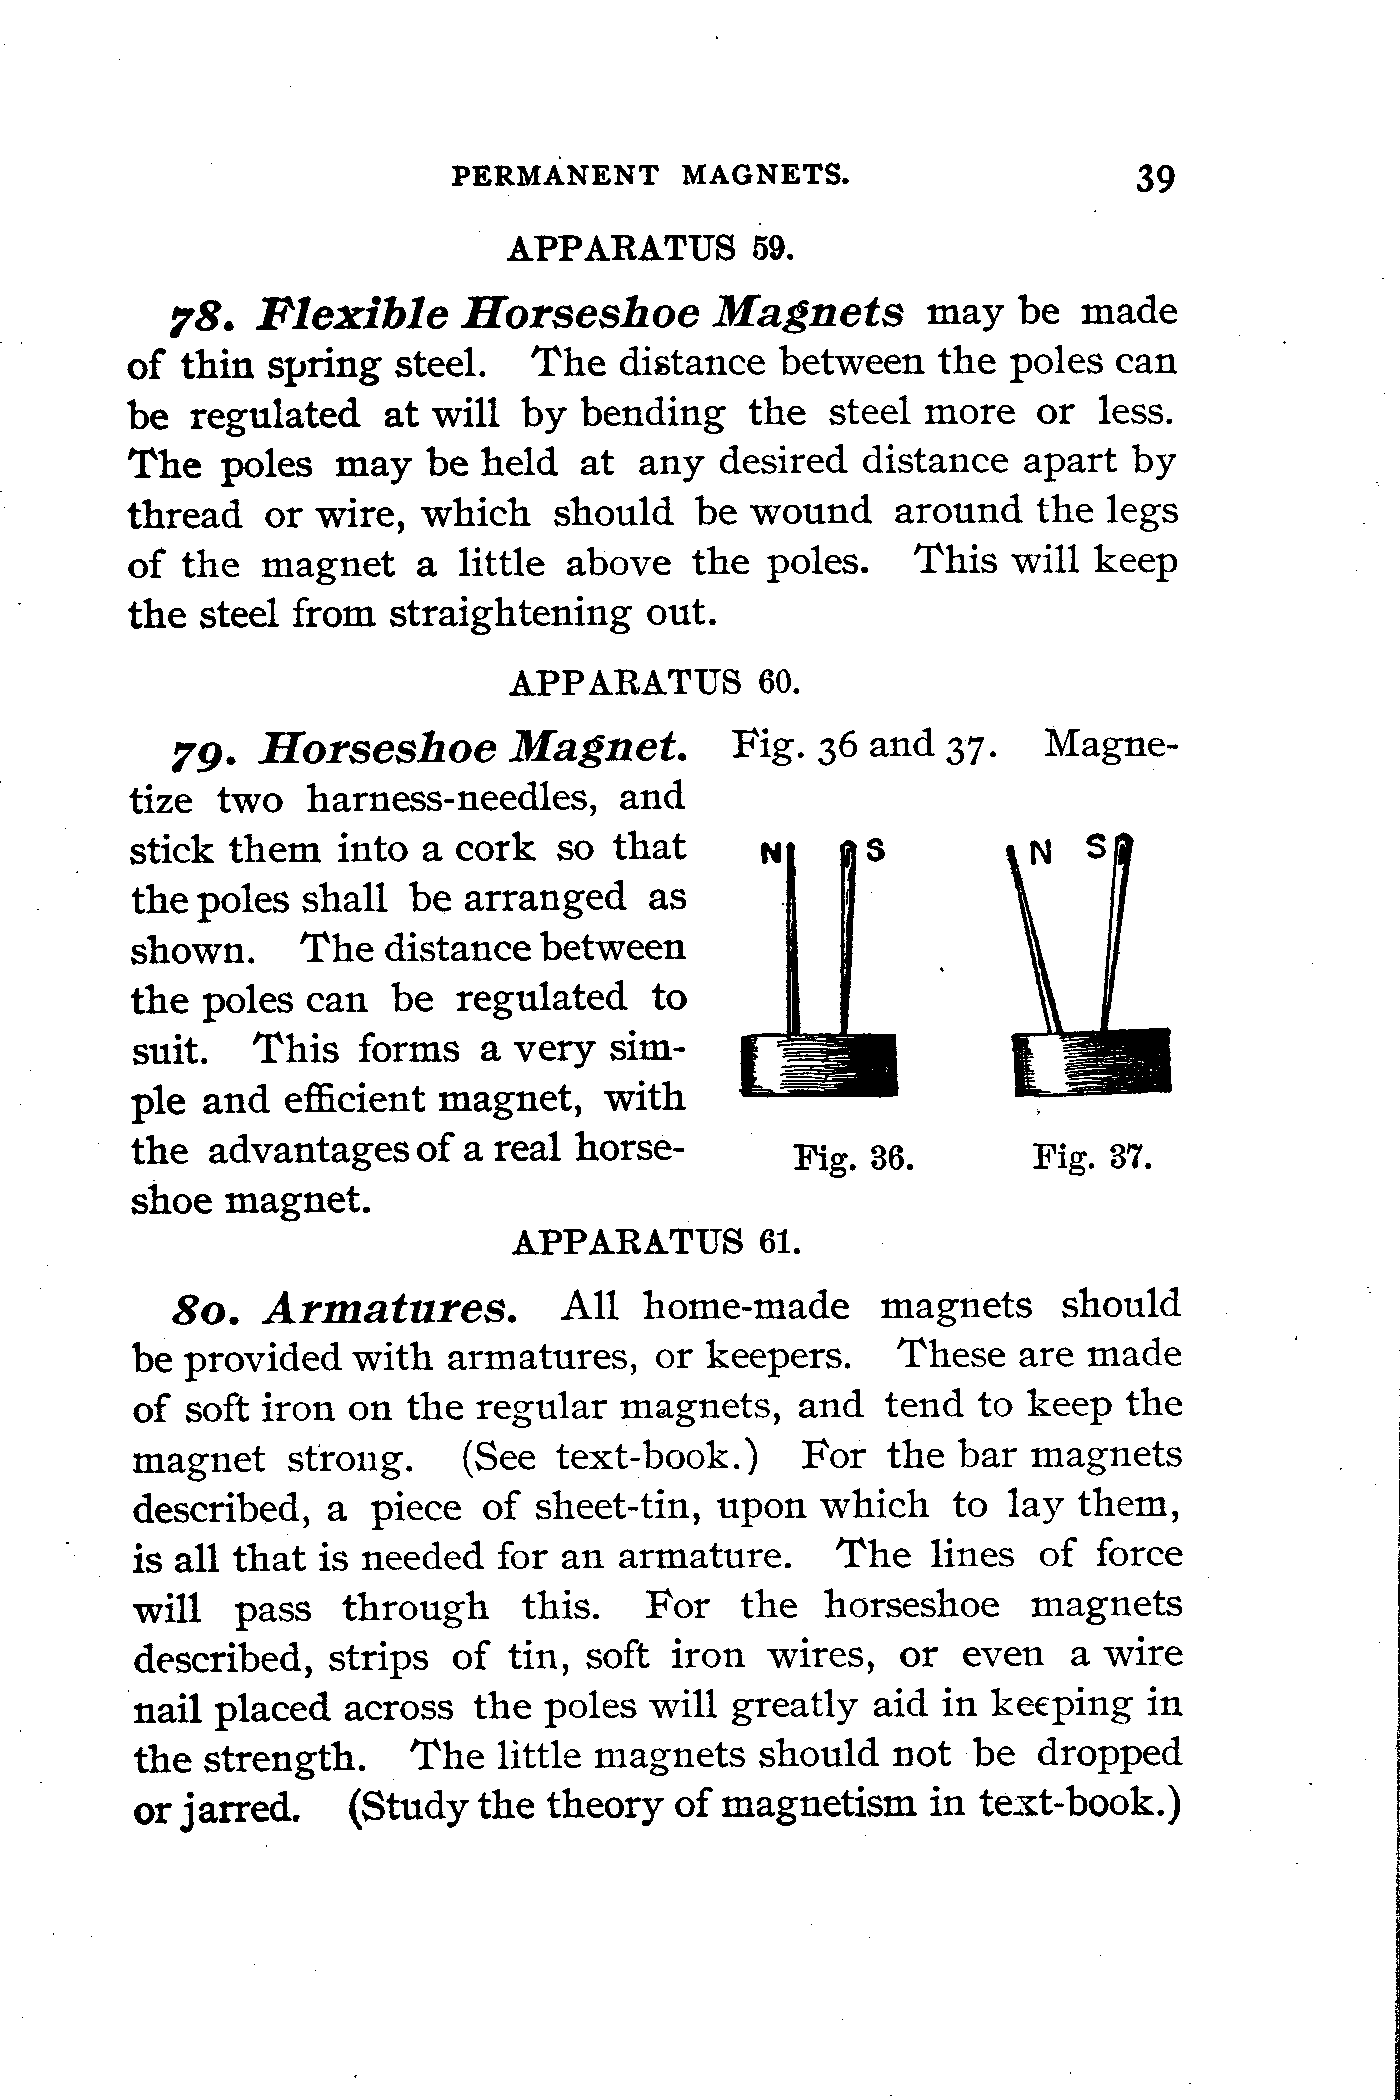 PERMANENT MAGNETS. 39
APPARATUS 59.
78. Flexible Horseshoe Magnets may be made
of thin spring steel. The distance between the poles can
be regulated at will by bending the steel more or less.
The poles may be held at any desired distance apart by
thread or wire, which should be wound around the legs
of the magnet a little above the poles. This will keep
the steel from straightening out.
APPARATUS 60.
79. Horseshoe Magnet. Fig. 36 and 37. Magne-
tize two harness-needles, and
stick them into a cork so that
the poles shall be arranged as
shown. The distance between
the poles can be regulated to
suit. This forms a very sim-
ple and efficient magnet, with
the advantages of a real horse-
shoe magnet.
N S
N S
Fig. 36.
Fig. 37.
APPARATUS 61.
80. Armatures. All home-made magnets should
be provided with armatures, or keepers. These are made
of soft iron on the regular magnets, and tend to keep the
magnet strong. (See text-book.) For the bar magnets
described, a piece of sheet-tin, upon which to lay them,
is all that is needed for an armature. The lines of force
will pass through this. For the horseshoe magnets
described, strips of tin, soft iron wires, or even a wire
nail placed across the poles will greatly aid in keeping in
the strength. The little magnets should not be dropped
or jarred. (Study the theory of magnetism in text-book.)